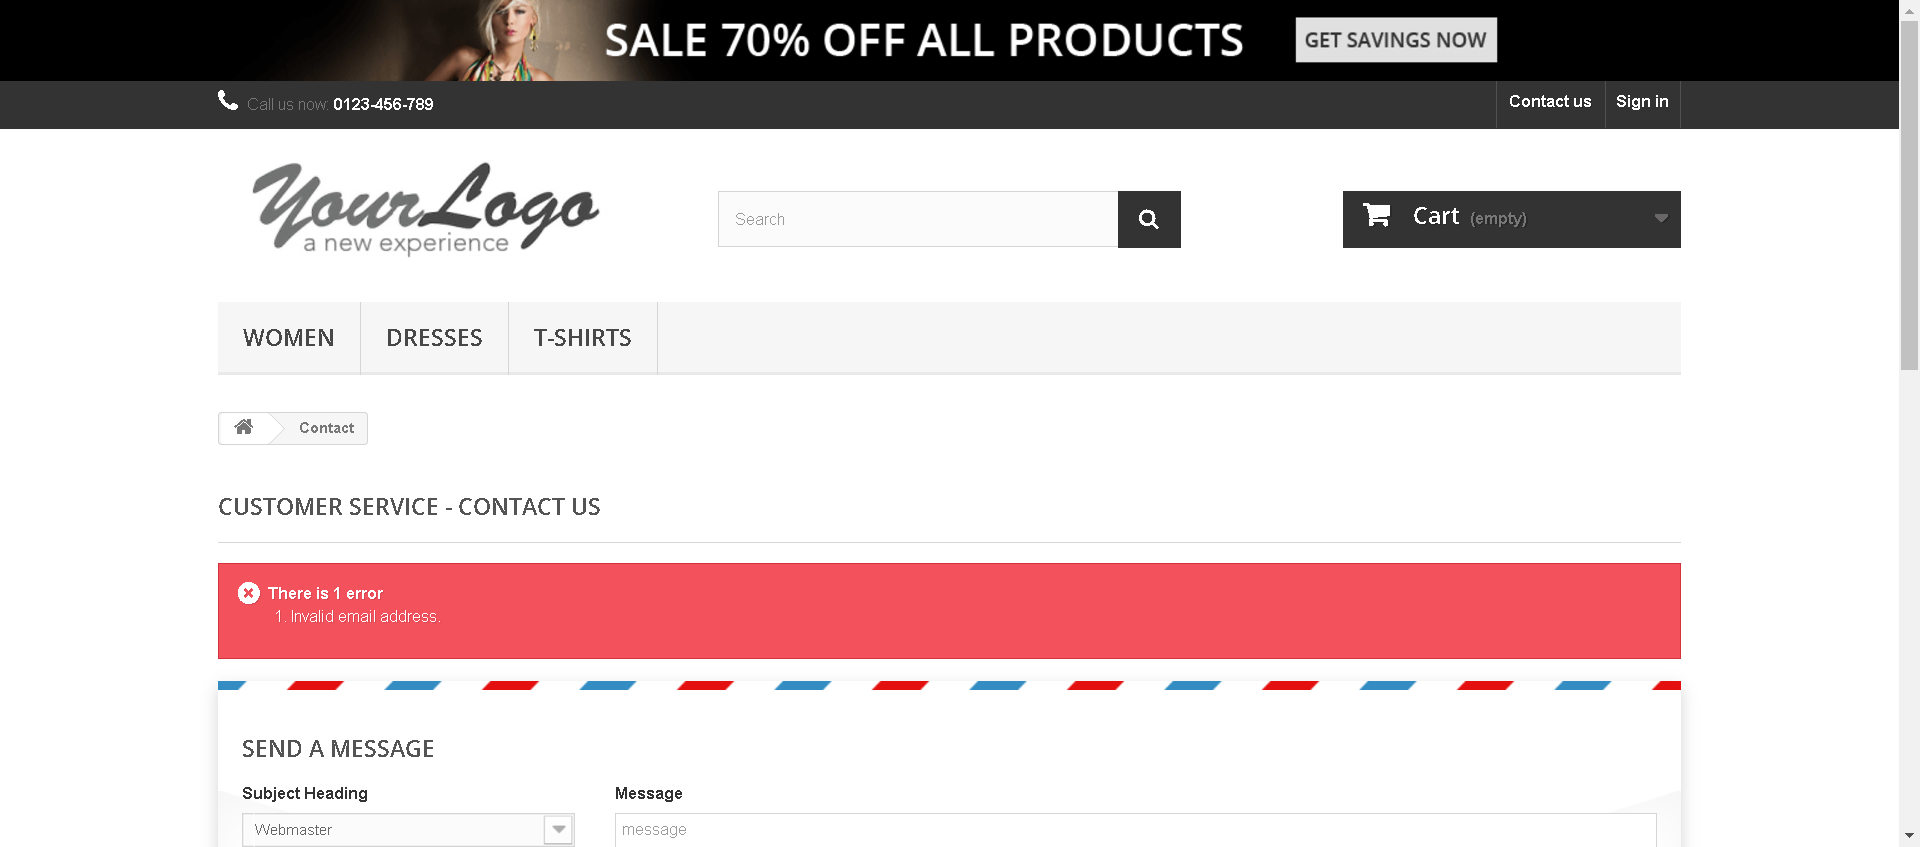 SALE 70% OFF ALL PRODUCTS GET SAVINGS NOW
Call us now: 0123-456-789 Contact us Sign in
YourLogo
a new experience
Search
Cart (empty)
WOMEN DRESSES T-SHIRTS
Contact
CUSTOMER SERVICE - CONTACT US
There is 1 error
1. Invalid email address.
SEND A MESSAGE
Subject Heading Message
Webmaster message